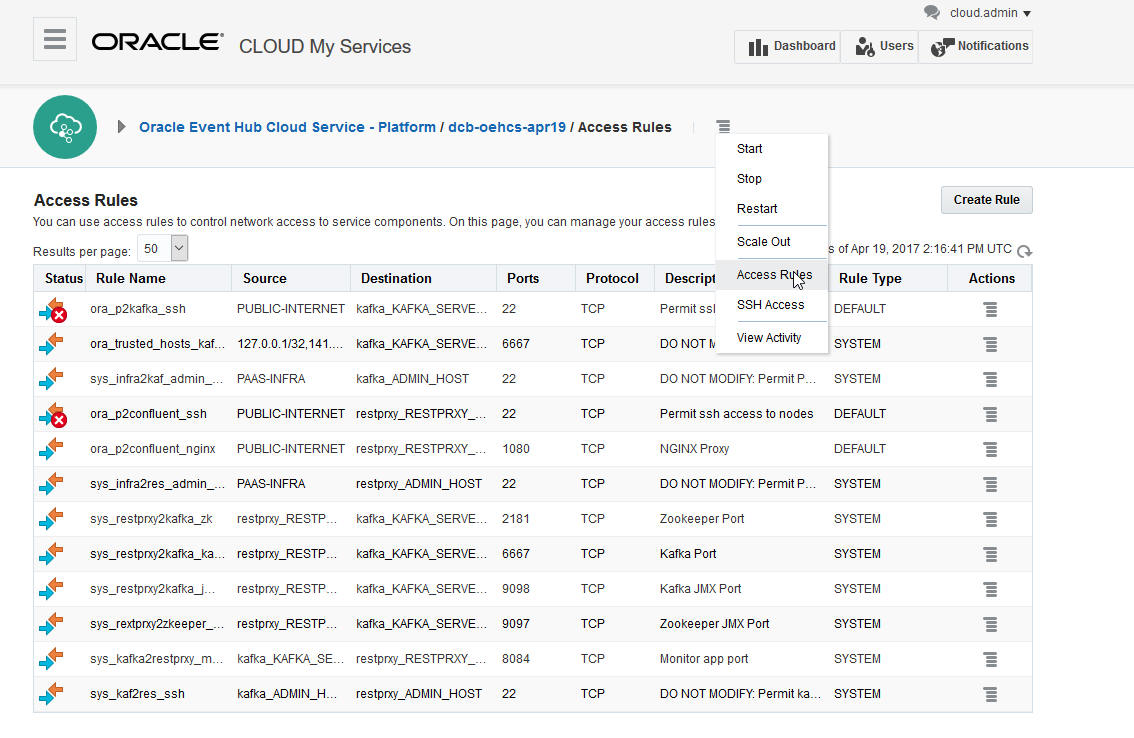 cloud.admin
ORACLE® CLOUD My Services
Dashboard Users Notifications
Oracle Event Hub Cloud Service - Platform / dcb-oehcs-apr19 / Access Rules
Start
Stop
Restart
Scale Out
Access Rules
SSH Access
View Activity
Access Rules
Create Rule
You can use access rules to control network access to service components. On this page, you can manage your access rules
Results per page: 50
s of Apr 19, 2017 2:16:41 PM UTC
Status Rule Name Source Destination Ports Protocol Descript Rule Type Actions
ora_p2kafka_ssh PUBLIC-INTERNET kafka_KAFKA_SERVE... 22 TCP Permit ssl DEFAULT
ora_trusted_hosts_kaf... 127.0.0.1/32,141.... kafka_KAFKA_SERVE... 6667 TCP DO NOT M SYSTEM
sys_infra2kaf_admin_... PAAS-INFRA kafka_ADMIN_HOST 22 TCP DO NOT MODIFY: Permit P... SYSTEM
ora_p2confluent_ssh PUBLIC-INTERNET restprxy_RESTPRXY_... 22 TCP Permit ssh access to nodes DEFAULT
ora_p2confluent_nginx PUBLIC-INTERNET restprxy_RESTPRXY_... 1080 TCP NGINX Proxy DEFAULT
sys_infra2res_admin_... PAAS-INFRA restprxy_ADMIN_HOST 22 TCP DO NOT MODIFY: Permit P... SYSTEM
sys_restprxy2kafka_zk restprxy_RESTP... kafka_KAFKA_SERVE... 2181 TCP Zookeeper Port SYSTEM
sys_restprxy2kafka_ka... restprxy_RESTP... kafka_KAFKA_SERVE... 6667 TCP Kafka Port SYSTEM
sys_restprxy2kafka_j... restprxy_RESTP... kafka_KAFKA_SERVE... 9098 TCP Kafka JMX Port SYSTEM
sys_rextprxy2zkeeper_... restprxy_RESTP... kafka_KAFKA_SERVE... 9097 TCP Zookeeper JMX Port SYSTEM
sys_kafka2restprxy_m... kafka_KAFKA_SE... restprxy_RESTPRXY_... 8084 TCP Monitor app port SYSTEM
sys_kaf2res_ssh kafka_ADMIN_H... restprxy_ADMIN_HOST 22 TCP DO NOT MODIFY: Permit ka... SYSTEM